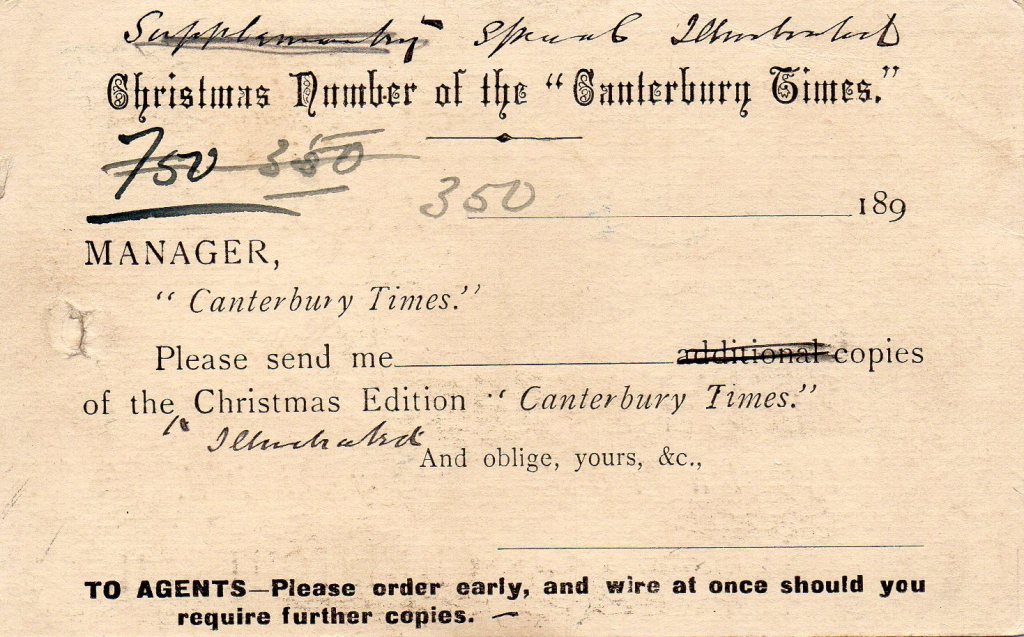 Supplementary Special Illustrated
Christmas Number of the "Canterbury Times."
750 350
350 189
MANAGER,
"Canterbury Times."
Please send me additional copies
of the Christmas Edition "Canterbury Times."
Illustrated
And oblige, yours, &c.,
TO AGENTS—Please order early, and wire at once should you
require further copies. —